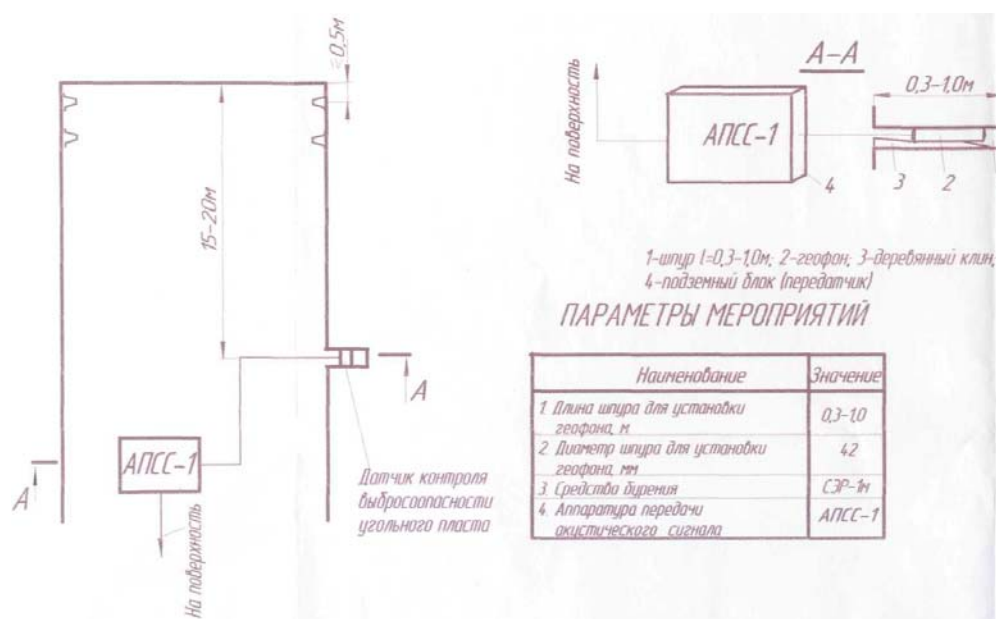 ≤0,5м
15-20м
АПСС-1
А
А
На поверхность
Датчик контроля
выбросоопасности
угольного пласта
А-А
На поверхность
АПСС-1
0,3-1,0м
4
3
2
1-шпур l=0,3-1,0м; 2-геофон; 3-деревянный клин;
4-подземный блок (передатчик)
ПАРАМЕТРЫ МЕРОПРИЯТИЙ
Наименование Значение
1. Длина шпура для установки
геофона, м 0,3-1,0
2. Диаметр шпура для установки
геофона, мм 42
3. Средства бурения СЭР-1м
4. Аппаратура передачи
акустического сигнала АПСС-1